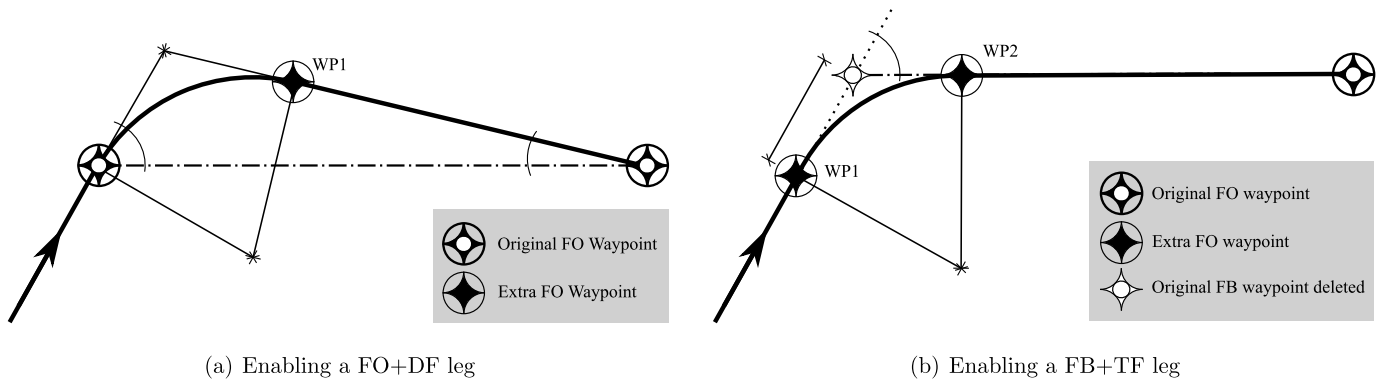 WP1
Original FO Waypoint
Extra FO Waypoint
(a) Enabling a FO+DF leg
WP2
WP1
Original FO waypoint
Extra FO waypoint
Original FB waypoint deleted
(b) Enabling a FB+TF leg